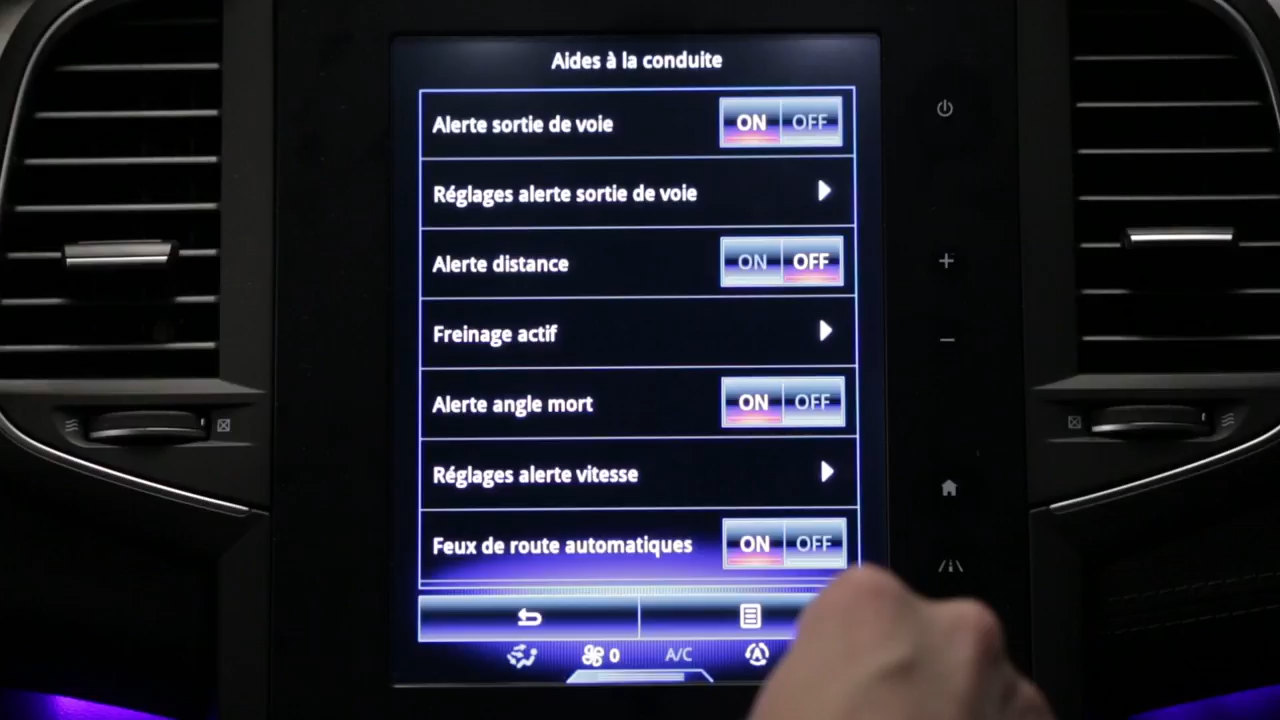 Aides à la conduite
Alerte sortie de voie ON OFF
Réglages alerte sortie de voie
Alerte distance ON OFF
Freinage actif
Alerte angle mort ON OFF
Réglages alerte vitesse
Feux de route automatiques ON OFF
0 A/C